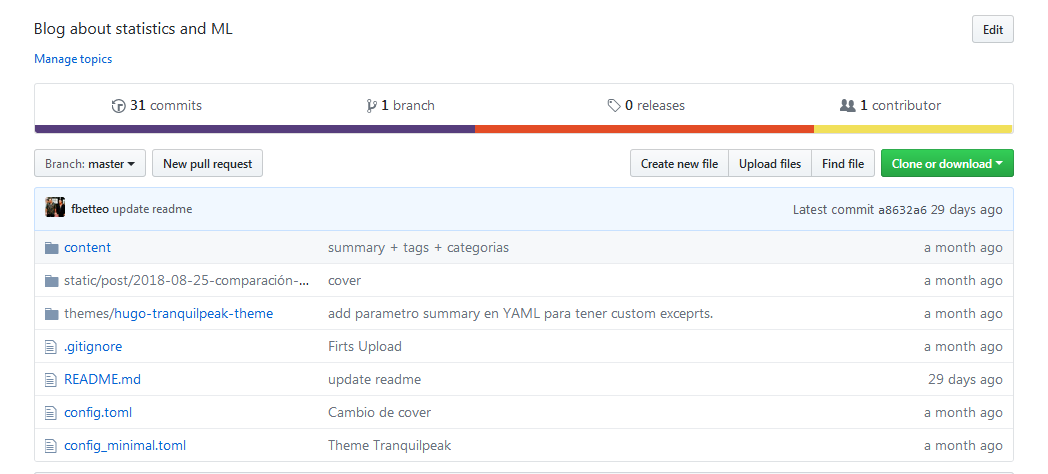 Blog about statistics and ML Edit
Manage topics
31 commits 1 branch 0 releases 1 contributor
Branch: master New pull request Create new file Upload files Find file Clone or download
fbetteo update readme Latest commit a8632a6 29 days ago
content summary + tags + categorias a month ago
static/post/2018-08-25-comparación-... cover a month ago
themes/hugo-tranquilpeak-theme add parametro summary en YAML para tener custom exceprts. a month ago
.gitignore Firts Upload a month ago
README.md update readme 29 days ago
config.toml Cambio de cover a month ago
config_minimal.toml Theme Tranquilpeak a month ago